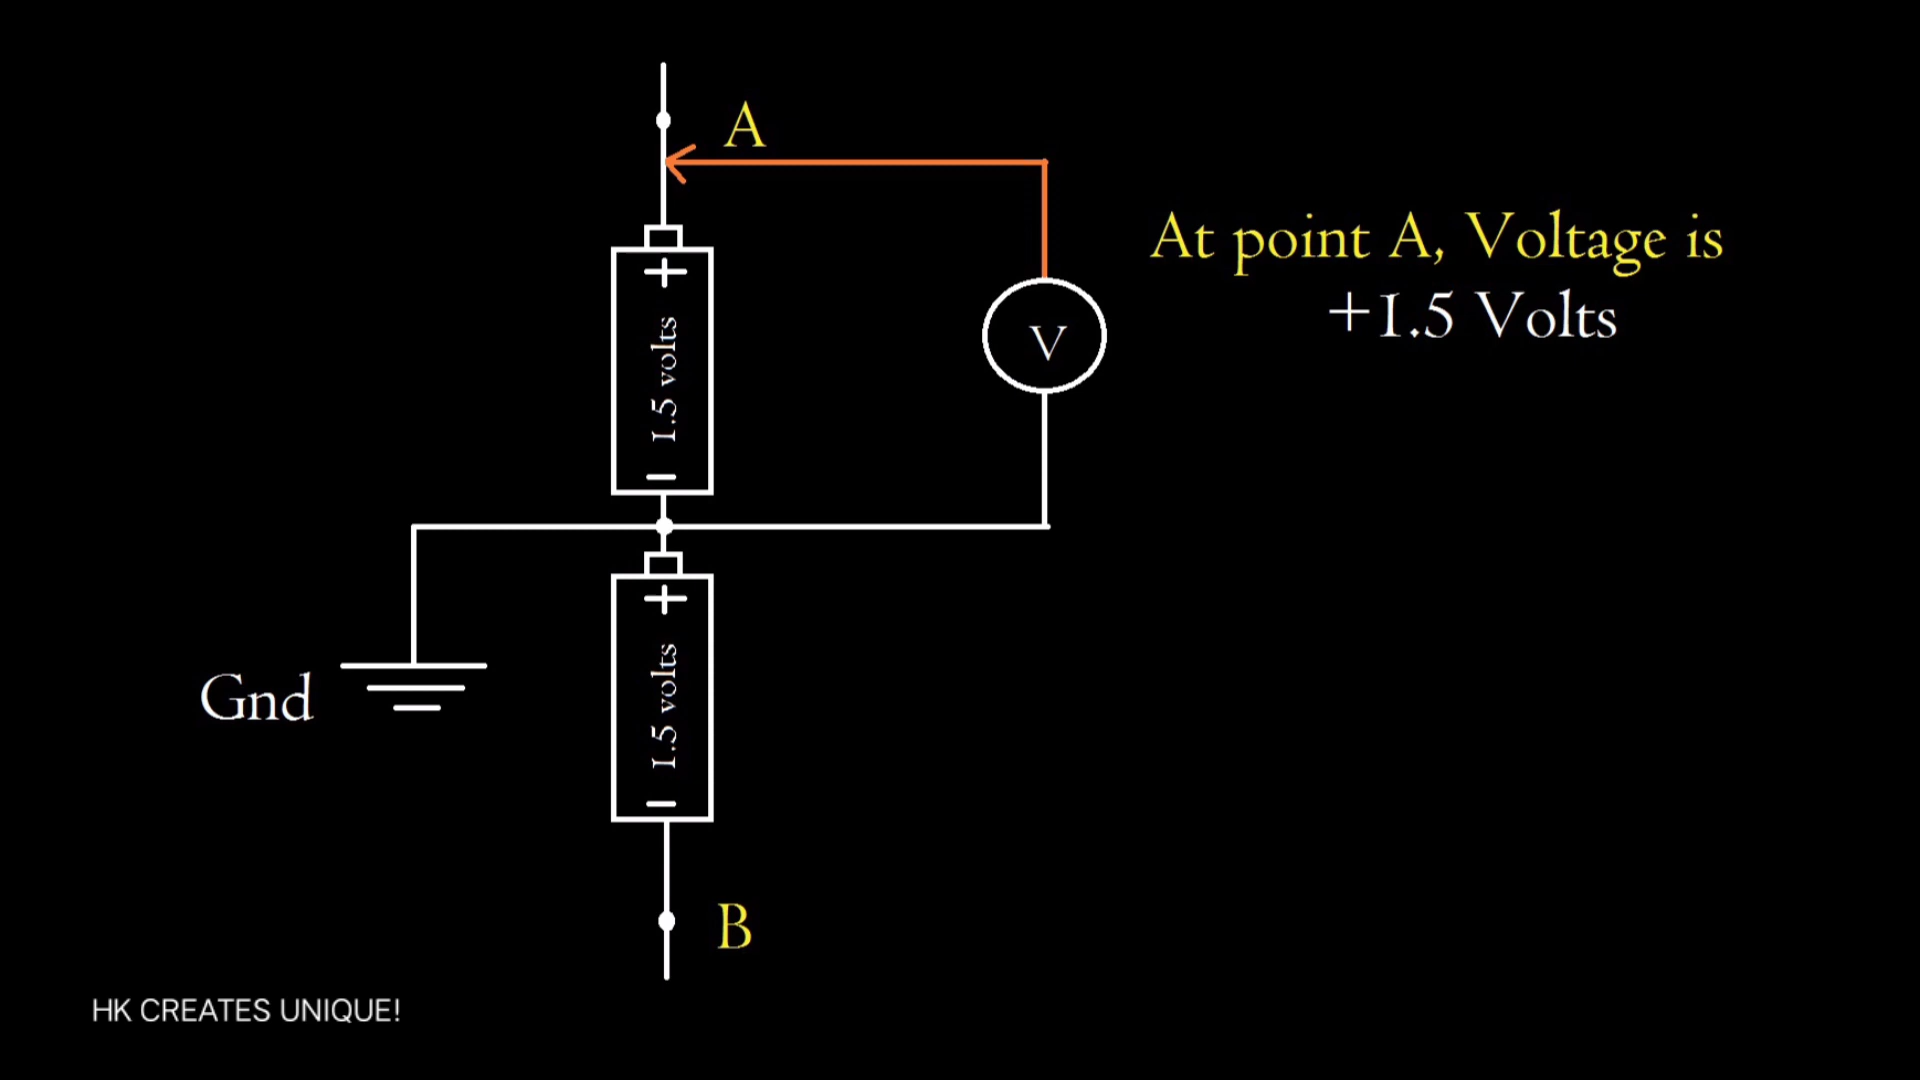 A
At point A, Voltage is
+1.5 Volts
+
1.5 volts
−
V
+
1.5 volts
−
Gnd
B
HK CREATES UNIQUE!